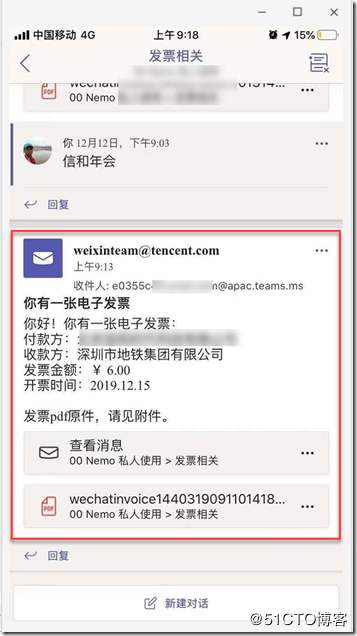 中国移动 4G
上午9:18
15%
发票相关
00 Nemo
你 12月12日，下午9:03
信和年会
回复
weixinteam@tencent.com
上午9:13
收件人: e0355c m@apac.teams.ms
你有一张电子发票
你好！你有一张电子发票：
付款方：
收款方：深圳市地铁集团有限公司
发票金额：￥ 6.00
开票时间：2019.12.15
发票pdf原件，请见附件。
查看消息
00 Nemo 私人使用 > 发票相关
wechatinvoice1440319091101418...
00 Nemo 私人使用 > 发票相关
回复
新建对话
@51CTO博客